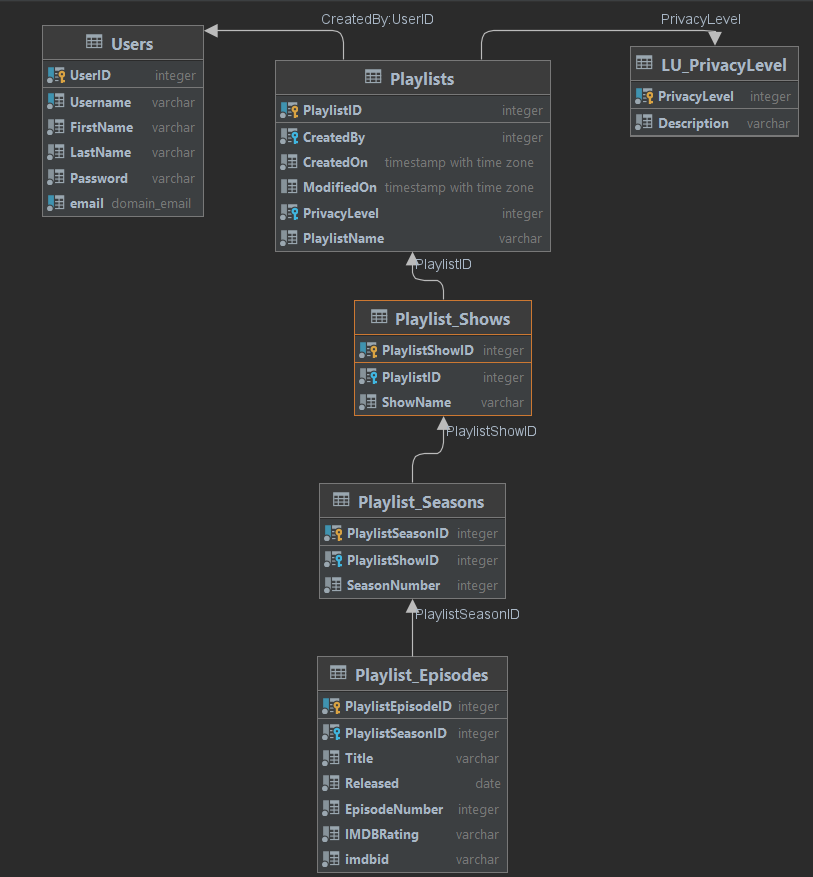 CreatedBy:UserID
PrivacyLevel
Users
UserID integer
Username varchar
FirstName varchar
LastName varchar
Password varchar
email domain_email
Playlists
PlaylistID integer
CreatedBy integer
CreatedOn timestamp with time zone
ModifiedOn timestamp with time zone
PrivacyLevel integer
PlaylistName varchar
LU_PrivacyLevel
PrivacyLevel integer
Description varchar
PlaylistID
Playlist_Shows
PlaylistShowID integer
PlaylistID integer
ShowName varchar
PlaylistShowID
Playlist_Seasons
PlaylistSeasonID integer
PlaylistShowID integer
SeasonNumber integer
PlaylistSeasonID
Playlist_Episodes
PlaylistEpisodeID integer
PlaylistSeasonID integer
Title varchar
Released date
EpisodeNumber integer
IMDBRating varchar
imdbid varchar